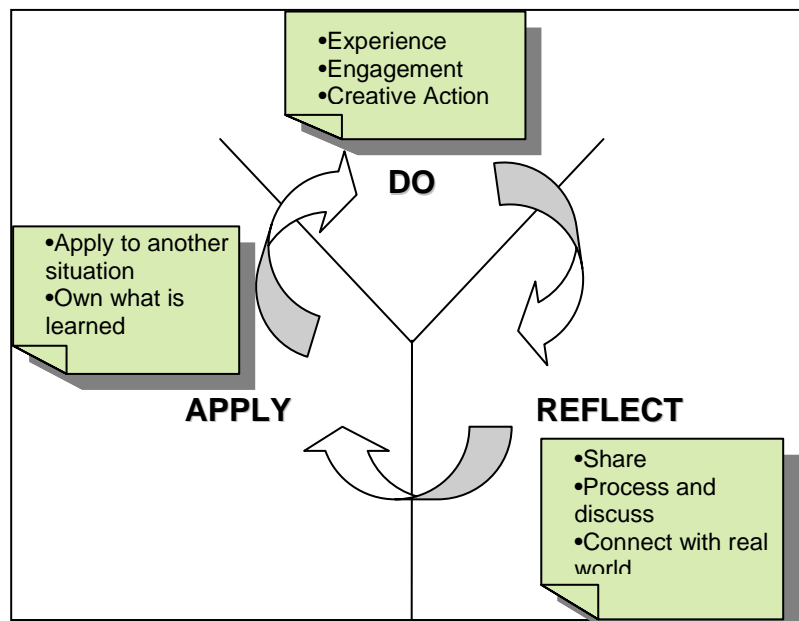 •Experience
•Engagement
•Creative Action
DO
•Apply to another
situation
•Own what is
learned
APPLY
REFLECT
•Share
•Process and
discuss
•Connect with real
world